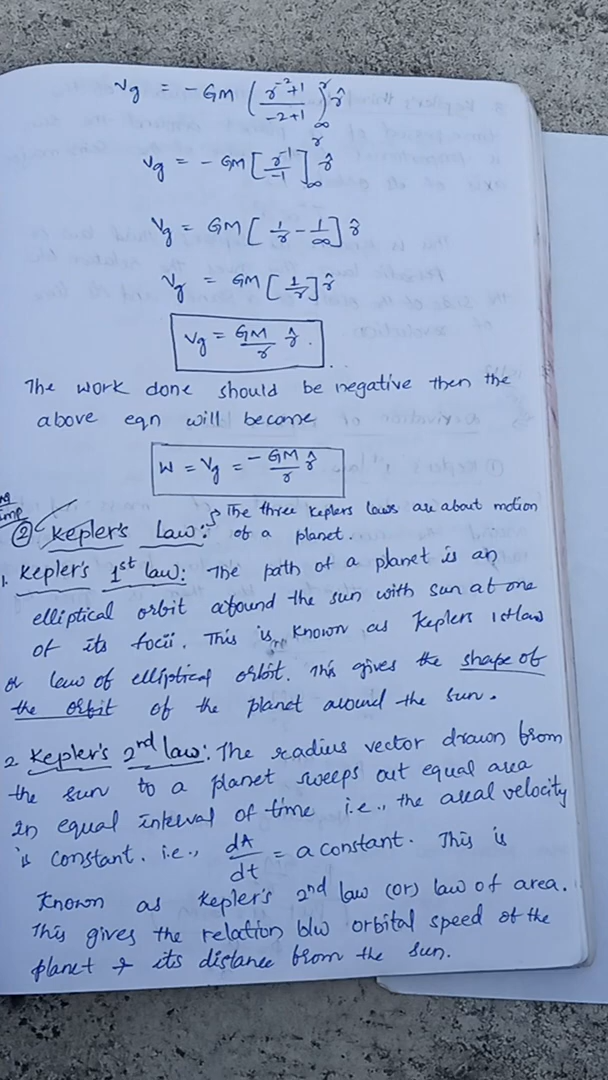 Vg = -GM ( r^-2+1 / -2+1 )^r_∞ r̂
Vg = -GM [ r^-1 / -1 ]^r_∞ r̂
Vg = GM [ 1/r - 1/∞ ] r̂
Vg = GM [ 1/r ] r̂
Vg = GM/r r̂.
The work done should be negative then the
above eqn will become
W = Vg = -GM/r r̂
imp
② Kepler's Law: The three Keplers laws are about motion
of a planet.
1. Kepler's 1st law: The path of a planet is an
elliptical orbit around the sun with sun at one
of its focii. This is known as Keplers 1st law
or law of elliptical orbit. This gives the shape of
the orbit of the planet around the sun.
2 Kepler's 2nd law: The radius vector drawn from
the sun to a planet sweeps out equal area
in equal interval of time i.e., the areal velocity
is constant. i.e., dA/dt = a constant. This is
Known as Kepler's 2nd law (or) law of area.
This gives the relation b/w orbital speed of the
planet & its distance from the sun.